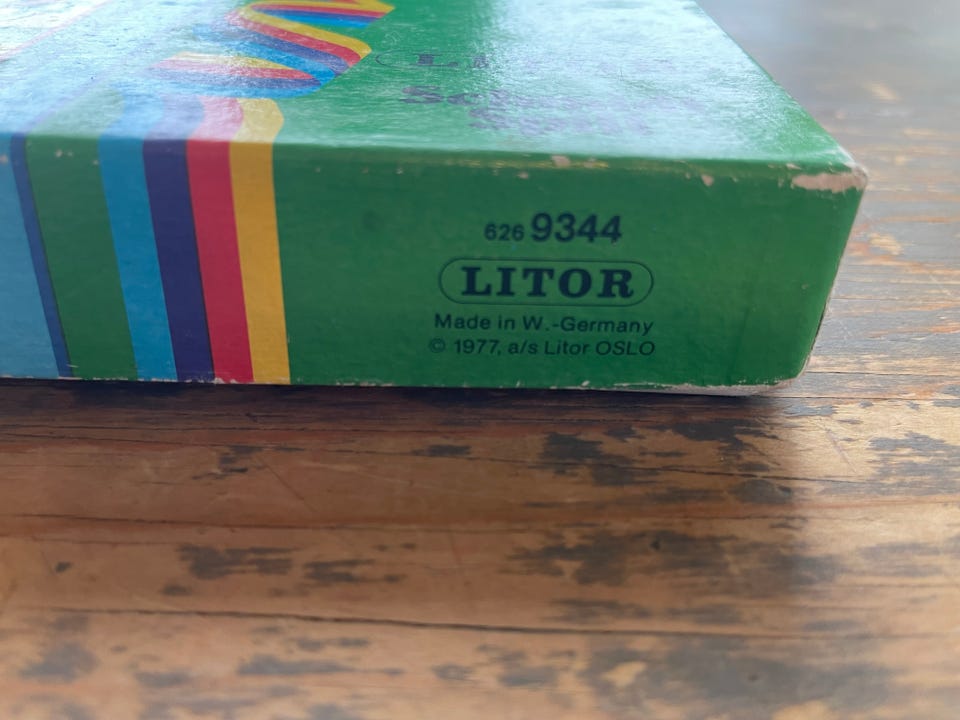 626 9344
LITOR
Made in W.-Germany
© 1977, a/s Litor OSLO